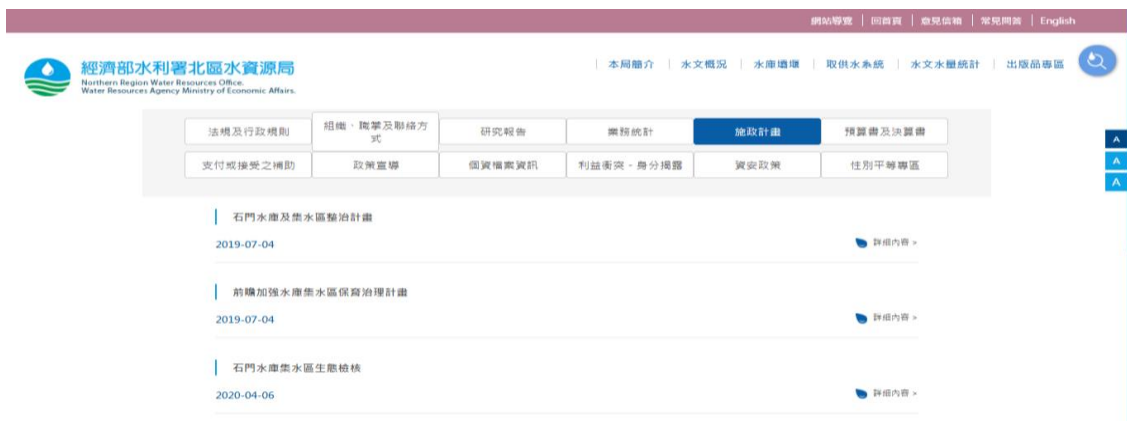 網站導覽 | 回首頁 | 意見信箱 | 常見問答 | English
經濟部水利署北區水資源局
Northern Region Water Resources Office,
Water Resources Agency Ministry of Economic Affairs.
本局簡介 | 水文概況 | 水庫壩堰 | 取供水系統 | 水文水量統計 | 出版品專區
法規及行政規則
組織、職掌及聯絡方式
研究報告
業務統計
施政計畫
預算書及決算書
支付或接受之補助
政策宣導
個資檔案資訊
利益衝突-身分揭露
資安政策
性別平等專區
A
A
A
石門水庫及集水區整治計畫
2019-07-04 詳細內容 >
前瞻加強水庫集水區保育治理計畫
2019-07-04 詳細內容 >
石門水庫集水區生態檢核
2020-04-06 詳細內容 >